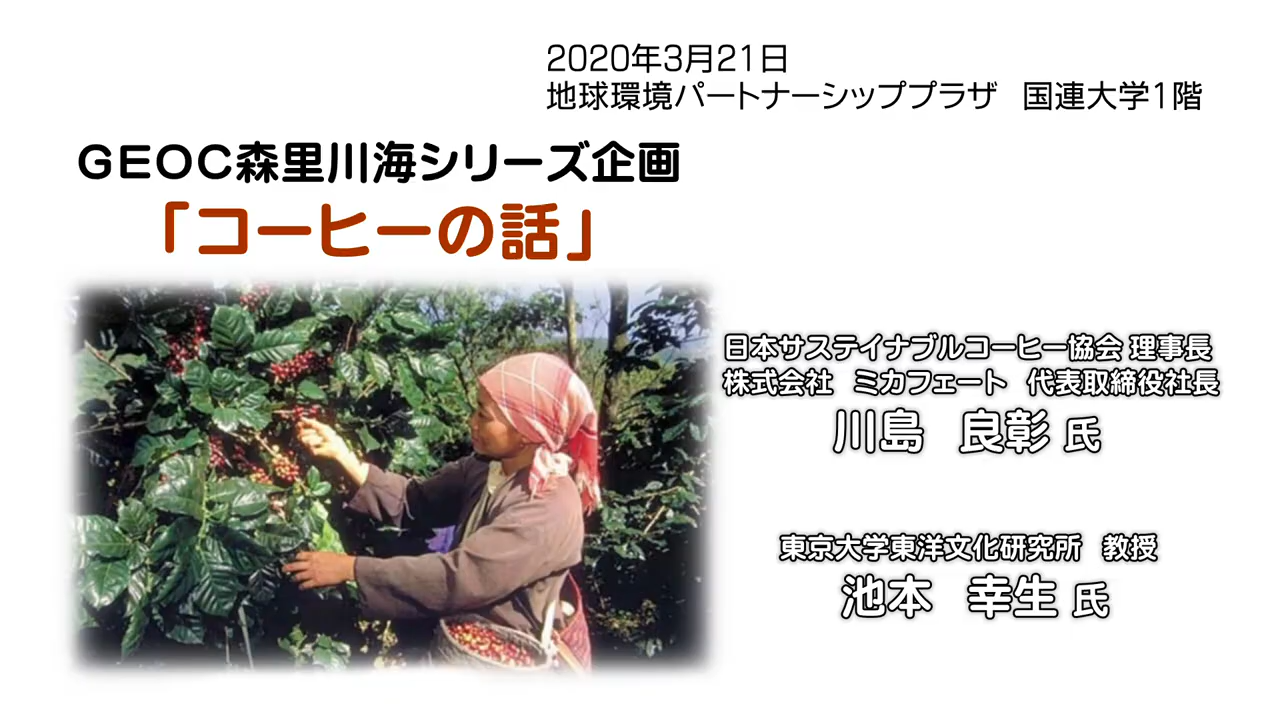 2020年3月21日
地球環境パートナーシッププラザ 国連大学1階
GEOC森里川海シリーズ企画
「コーヒーの話」
日本サステイナブルコーヒー協会 理事長
株式会社 ミカフェート 代表取締役社長
川島 良彰 氏
東京大学東洋文化研究所 教授
池本 幸生 氏